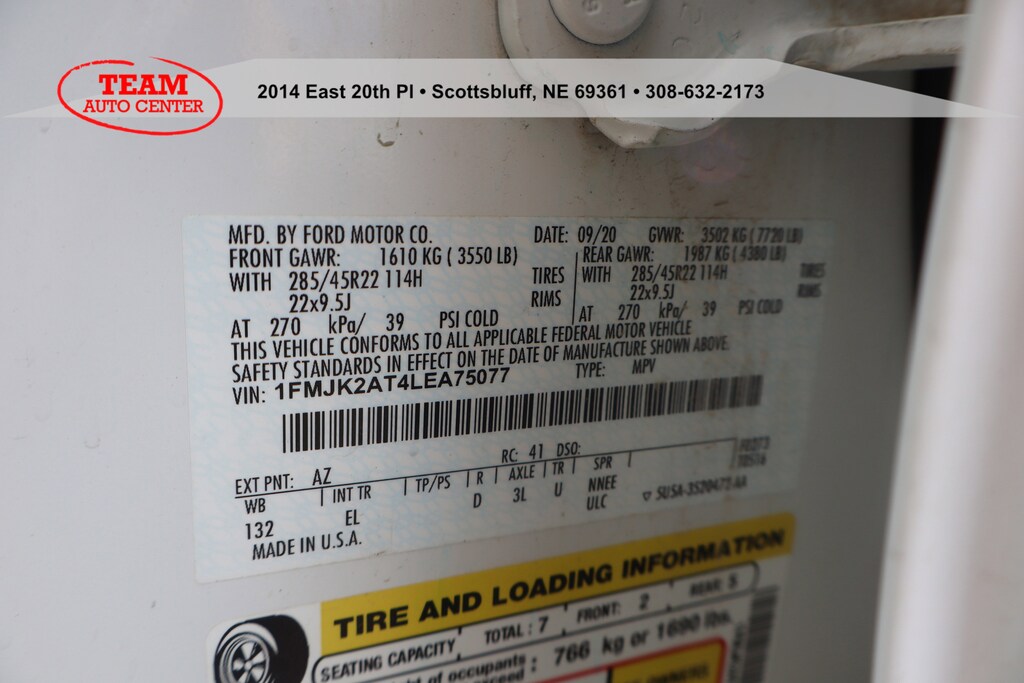 TEAM
AUTO CENTER
2014 East 20th Pl • Scottsbluff, NE 69361 • 308-632-2173
MFD. BY FORD MOTOR CO. DATE: 09/20 GVWR: 3502 KG ( 7720 LB)
FRONT GAWR: 1610 KG ( 3550 LB) REAR GAWR: 1987 KG ( 4380 LB)
WITH 285/45R22 114H TIRES WITH 285/45R22 114H TIRES
22x9.5J RIMS 22x9.5J RIMS
AT 270 kPa/ 39 PSI COLD AT 270 kPa/ 39 PSI COLD
THIS VEHICLE CONFORMS TO ALL APPLICABLE FEDERAL MOTOR VEHICLE
SAFETY STANDARDS IN EFFECT ON THE DATE OF MANUFACTURE SHOWN ABOVE.
VIN: 1FMJK2AT4LEA75077 TYPE: MPV
EXT PNT: AZ RC: 41 DSO:
WB INT TR TP/PS R AXLE TR SPR
132 EL D 3L U NNEE
ULC
MADE IN U.S.A.
TIRE AND LOADING INFORMATION
SEATING CAPACITY TOTAL : 7 FRONT: 2 REAR: 5
of occupants : 766 kg or 1690 lbs.